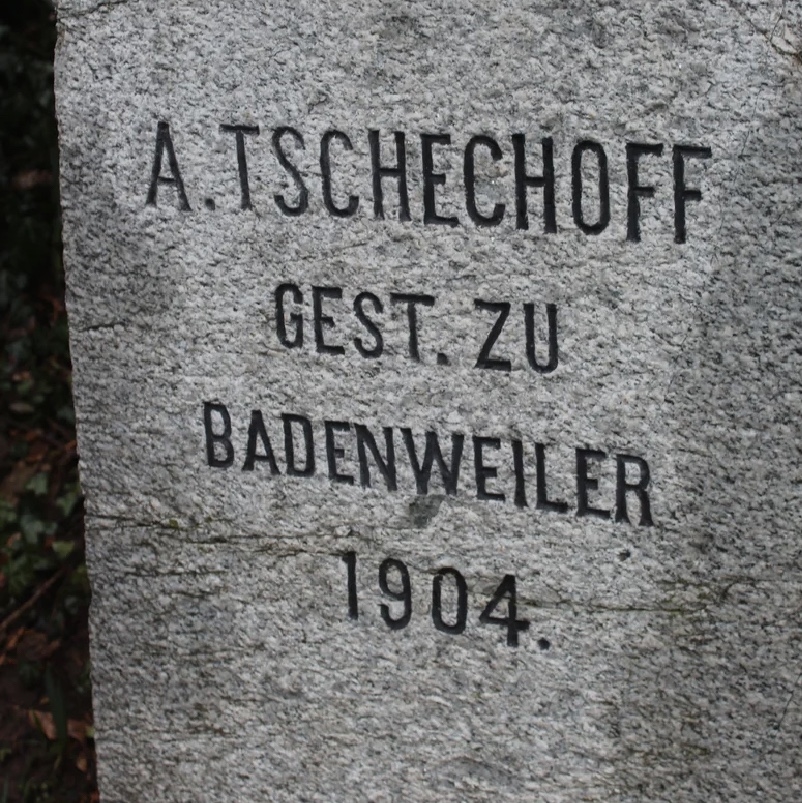 A. TSCHECHOFF
GEST. ZU
BADENWEILER
1904.